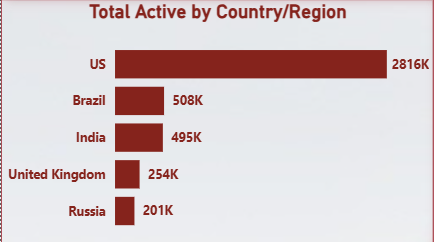 Total Active by Country/Region
US 2816K
Brazil 508K
India 495K
United Kingdom 254K
Russia 201K